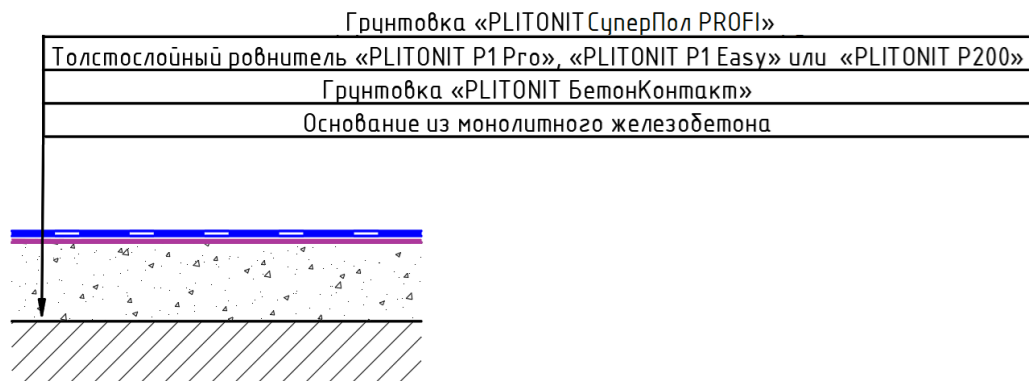 Грунтовка «PLITONIT СуперПол PROFI»
Толстослойный ровнитель «PLITONIT P1 Pro», «PLITONIT P1 Easy» или «PLITONIT P200»
Грунтовка «PLITONIT БетонКонтакт»
Основание из монолитного железобетона